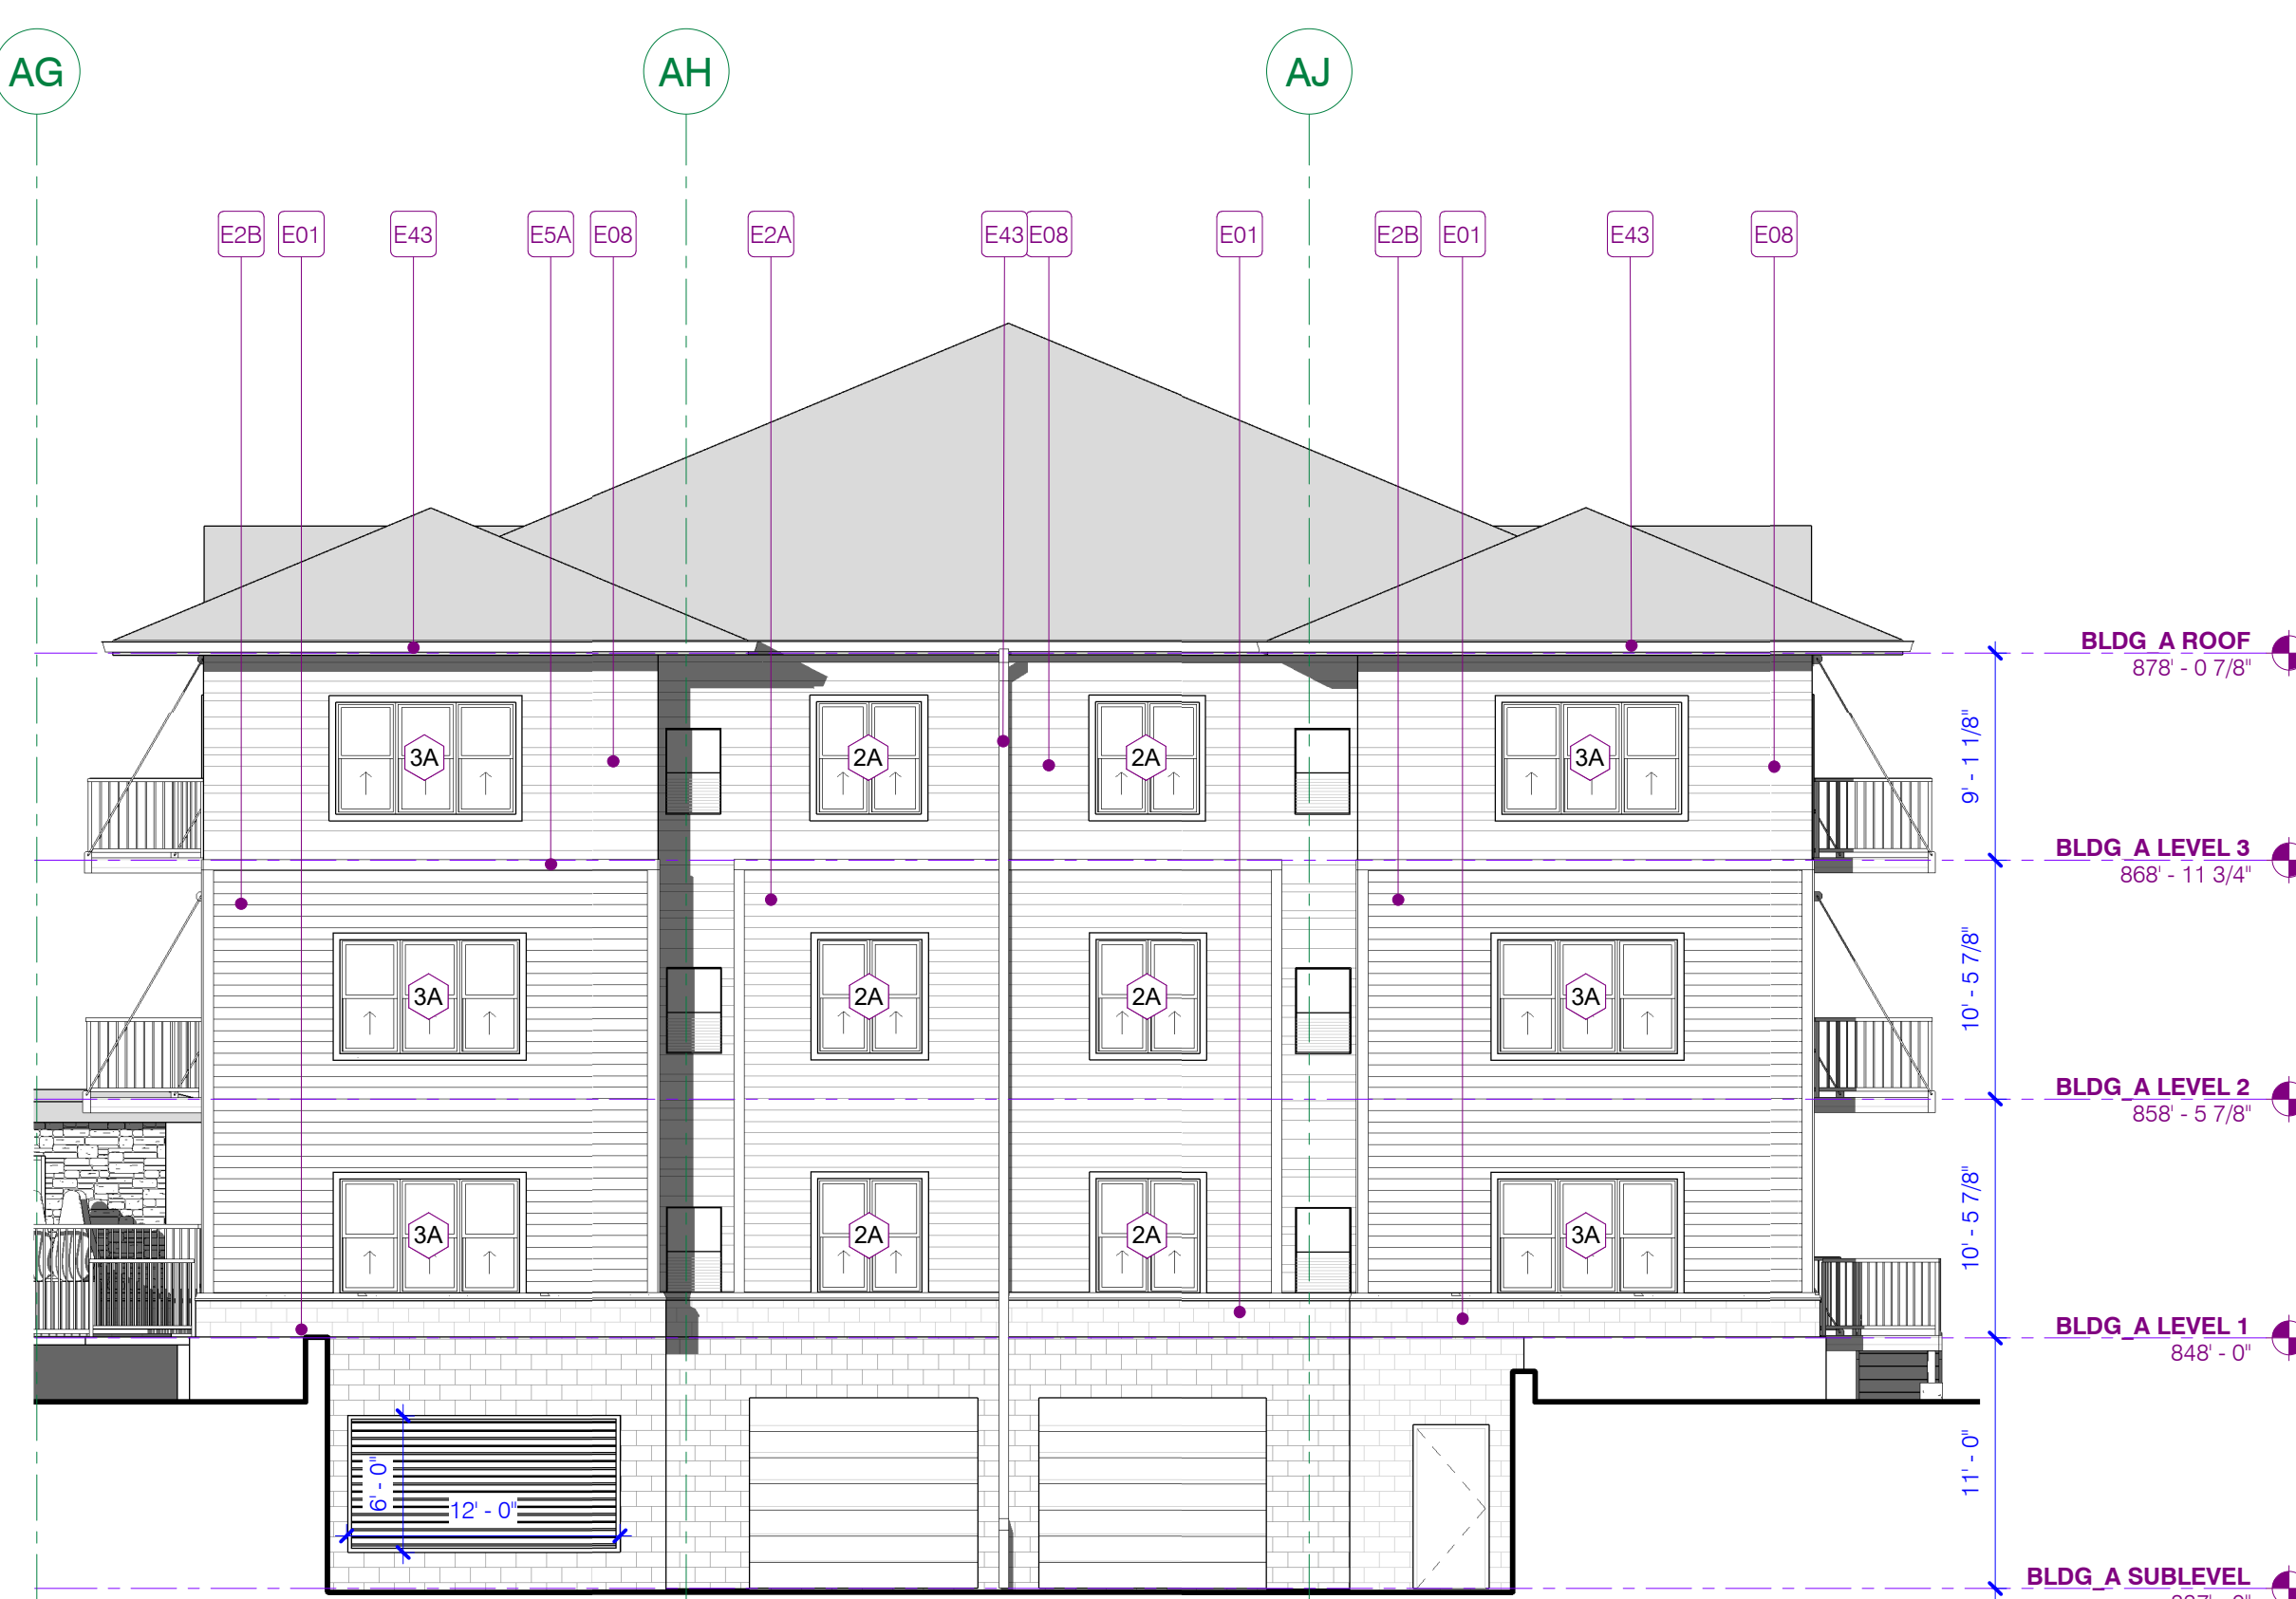 AG
AH
AJ
E2B
E01
E43
E5A
E08
E2A
E43
E08
E01
E2B
E01
E43
E08
BLDG_A ROOF
878' - 0 7/8"
9' - 1 1/8"
3A
2A
2A
3A
BLDG_A LEVEL 3
868' - 11 3/4"
10' - 5 7/8"
3A
2A
2A
3A
BLDG_A LEVEL 2
858' - 5 7/8"
10' - 5 7/8"
3A
2A
2A
3A
BLDG_A LEVEL 1
848' - 0"
11' - 0"
6' - 0"
12' - 0"
BLDG_A SUBLEVEL